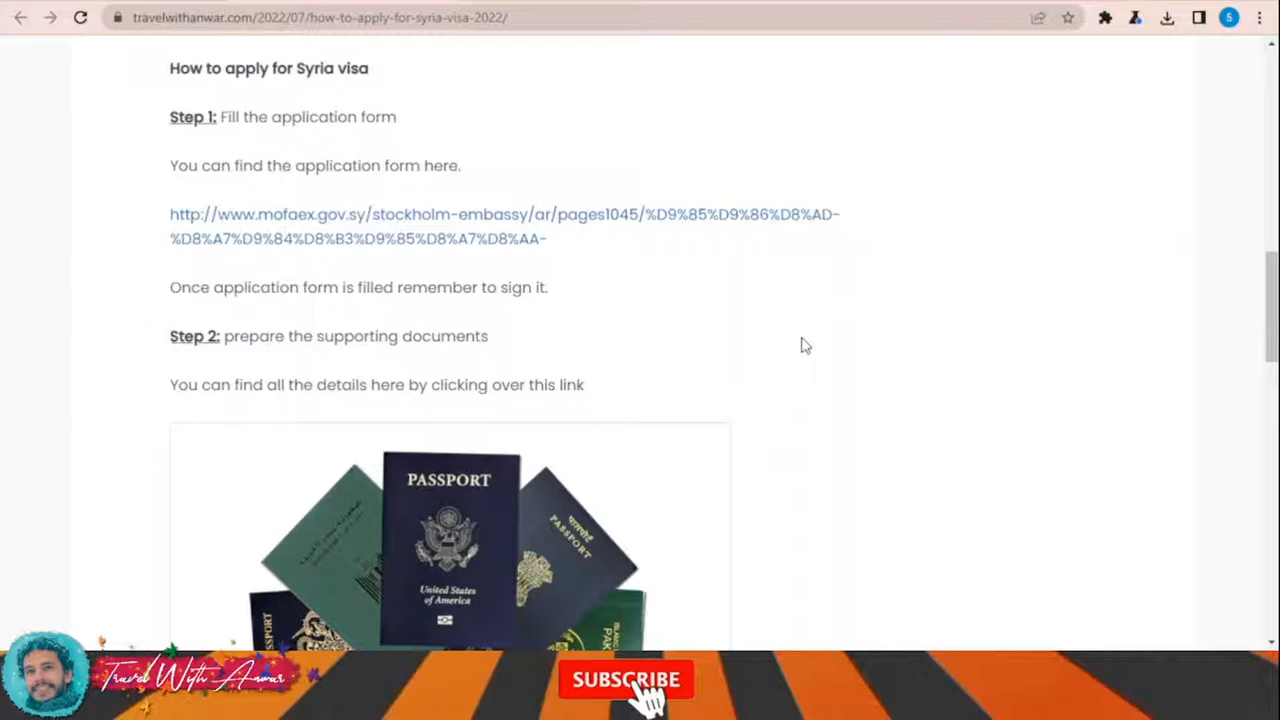 travelwithanwar.com/2022/07/how-to-apply-for-syria-visa-2022/
5
How to apply for Syria visa
Step 1: Fill the application form
You can find the application form here.
http://www.mofaex.gov.sy/stockholm-embassy/ar/pages1045/%D9%85%D9%86%D8%AD-
%D8%A7%D9%84%D8%B3%D9%85%D8%A7%D8%AA-
Once application form is filled remember to sign it.
Step 2: prepare the supporting documents
You can find all the details here by clicking over this link
PASSPORT
United States
of America
PASSPORT
PASSPORT
Travel With Anwar
SUBSCRIBE